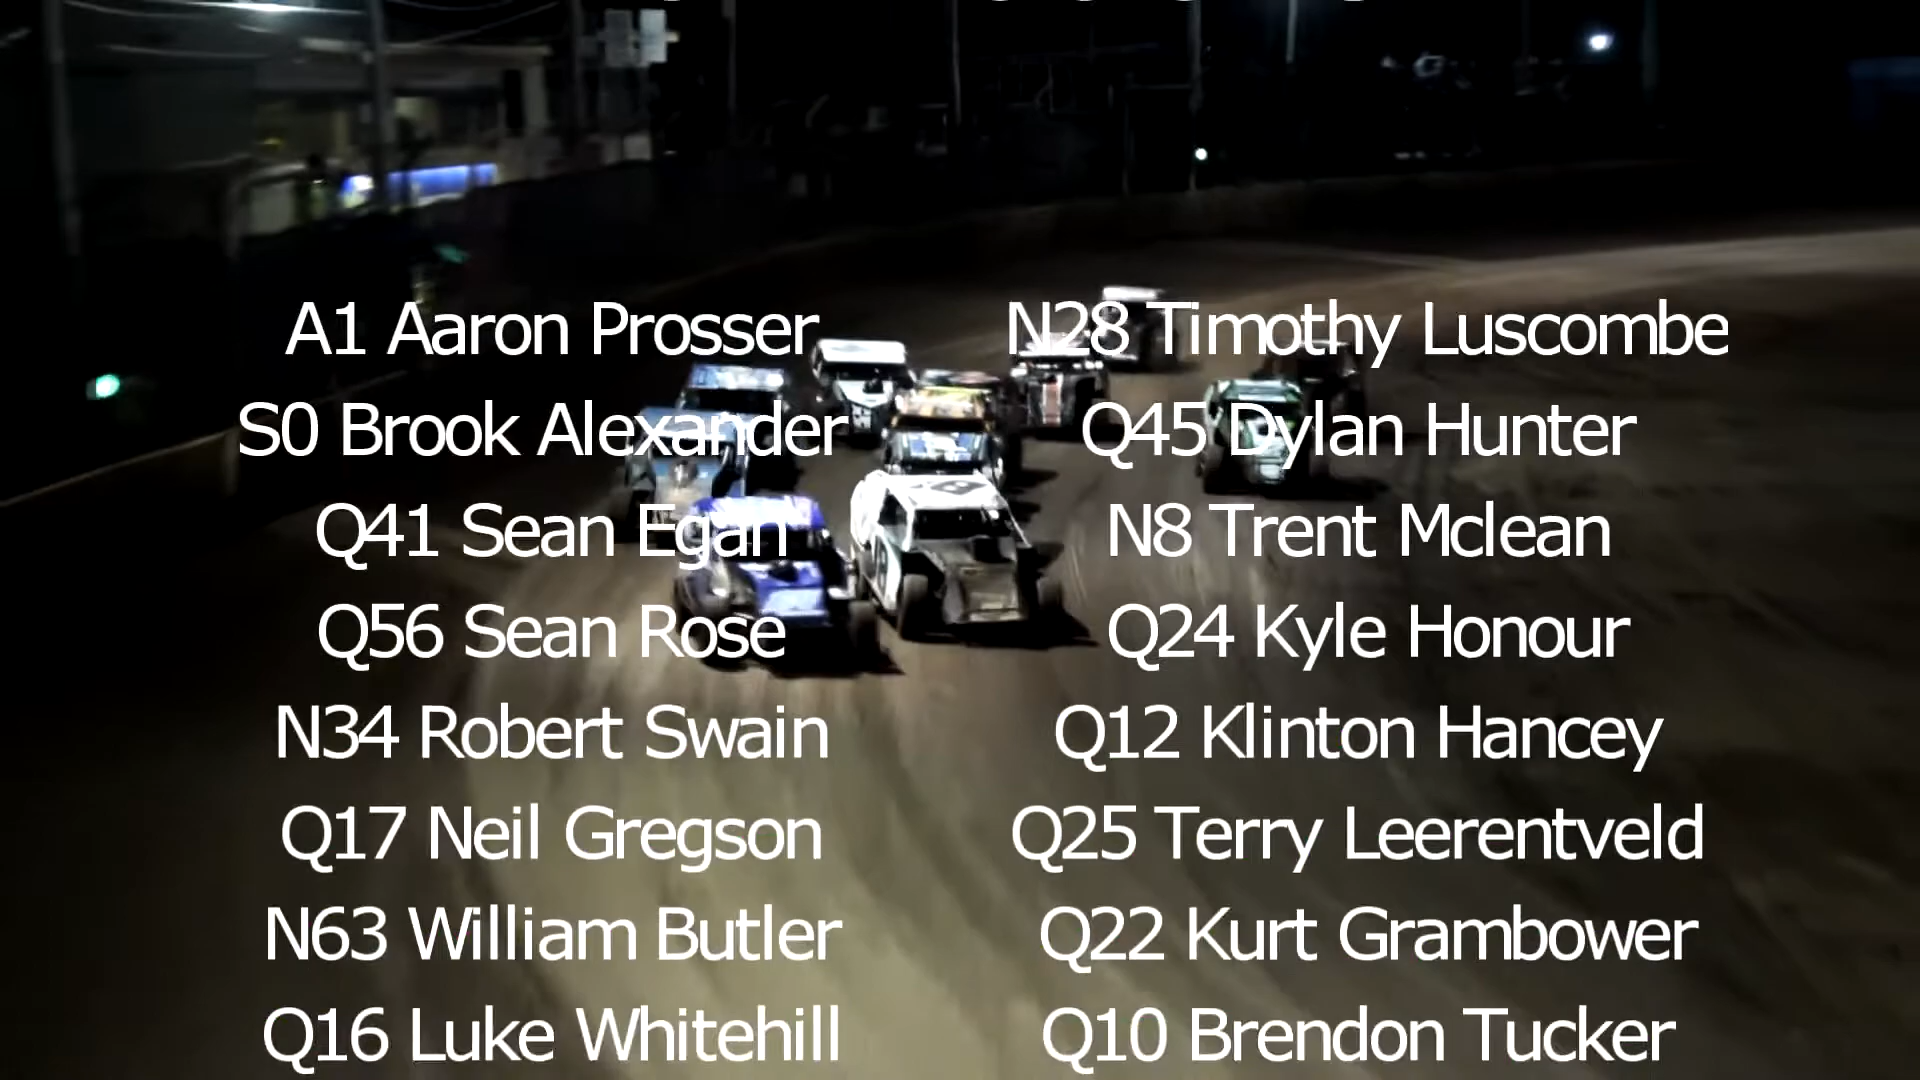 A1 Aaron Prosser
S0 Brook Alexander
Q41 Sean Egan
Q56 Sean Rose
N34 Robert Swain
Q17 Neil Gregson
N63 William Butler
Q16 Luke Whitehill
N28 Timothy Luscombe
Q45 Dylan Hunter
N8 Trent Mclean
Q24 Kyle Honour
Q12 Klinton Hancey
Q25 Terry Leerentveld
Q22 Kurt Grambower
Q10 Brendon Tucker